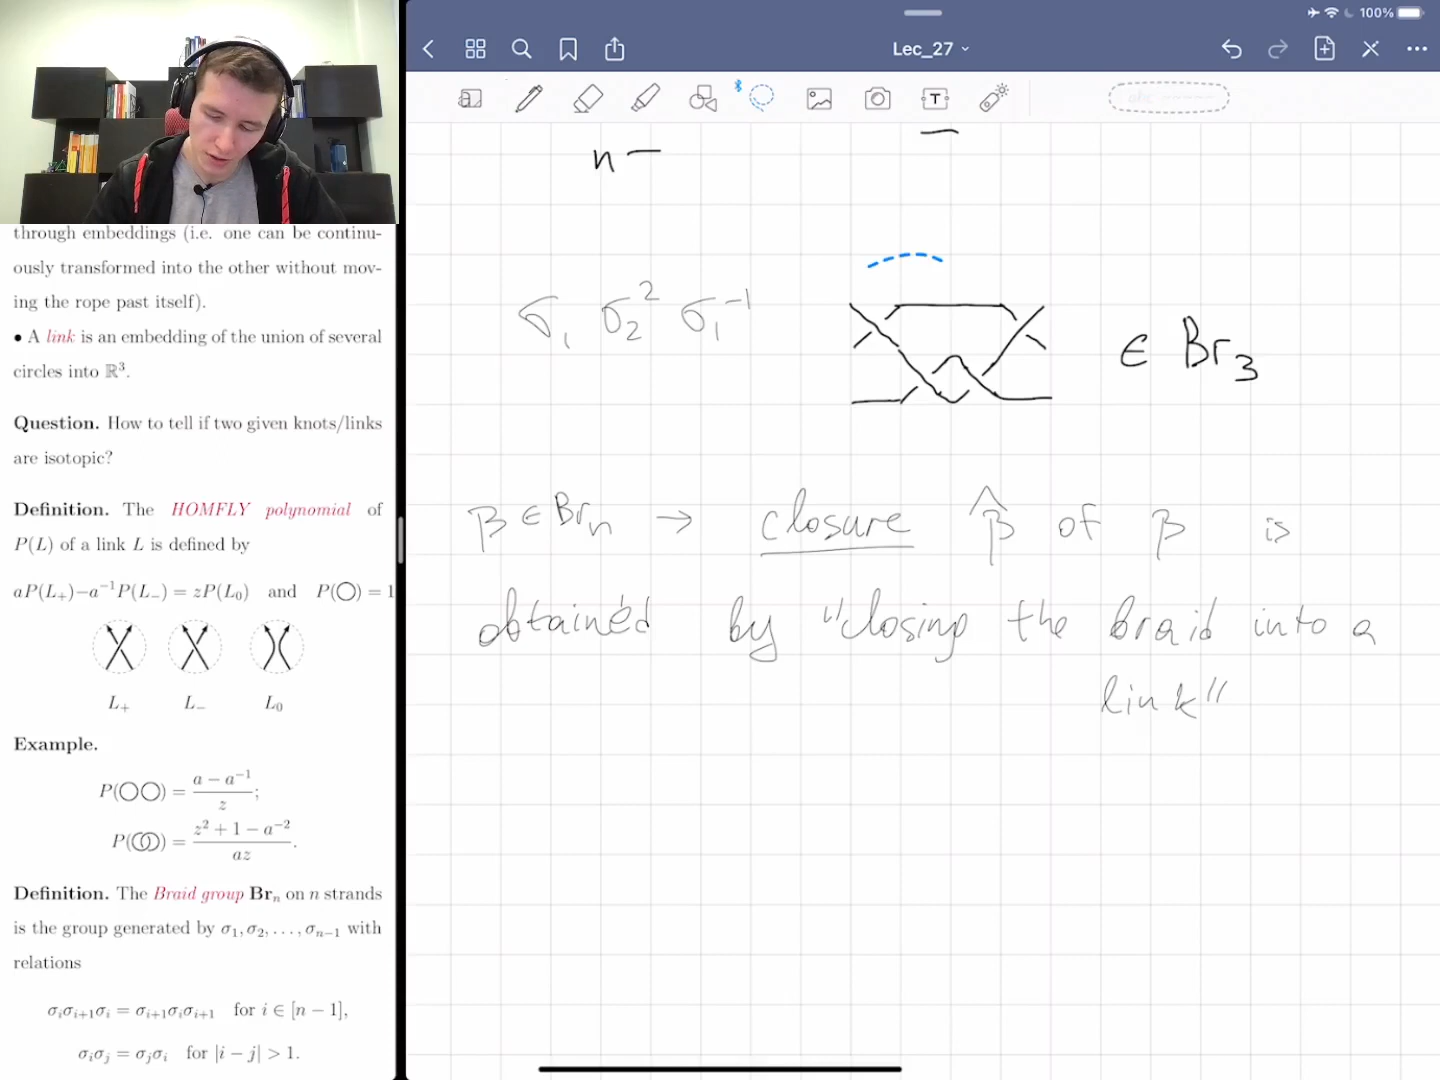 100%
Lec_27
n
through embeddings (i.e. one can be continu-
ously transformed into the other without mov-
ing the rope past itself).
• A link is an embedding of the union of several
circles into ℝ³.
Question. How to tell if two given knots/links
are isotopic?
Definition. The HOMFLY polynomial of
P(L) of a link L is defined by
aP(L₊)−a⁻¹P(L₋) = zP(L₀) and P(◯) = 1
L₊ L₋ L₀
Example.
P(◯◯) = (a − a⁻¹)/z;
P(◯◯) = (z² + 1 − a⁻²)/(az).
Definition. The Braid group Brₙ on n strands
is the group generated by σ₁, σ₂, . . . , σₙ₋₁ with
relations
σᵢσᵢ₊₁σᵢ = σᵢ₊₁σᵢσᵢ₊₁ for i ∈ [n − 1],
σᵢσⱼ = σⱼσᵢ for |i − j| > 1.
σ₁ σ₂² σ₁⁻¹ ∈ Br₃
β ∈ Brₙ → closure β̂ of β is
obtained by "closing the braid into a
link"